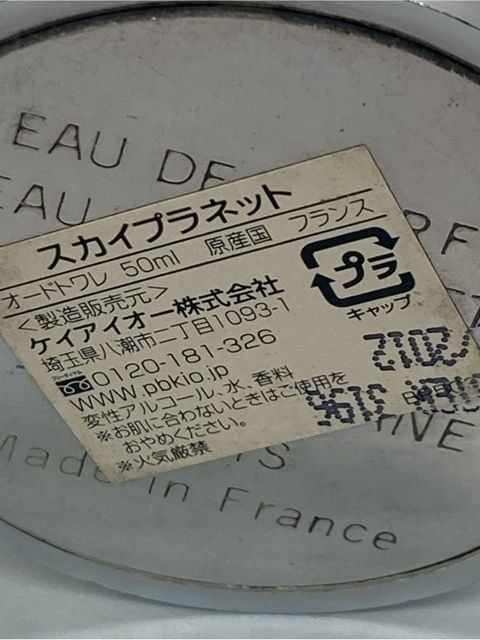 EAU DE
EAU
スカイプラネット
オードトワレ 50ml 原産国 フランス
<製造販売元>
ケイアイオー株式会社
埼玉県八潮市二丁目1093-1
フリーダイヤル 0120-181-326
www.pbkio.jp
変性アルコール、水、香料
※お肌に合わないときはご使用を
おやめください。
※火気厳禁
プラ
キャップ
Made in France